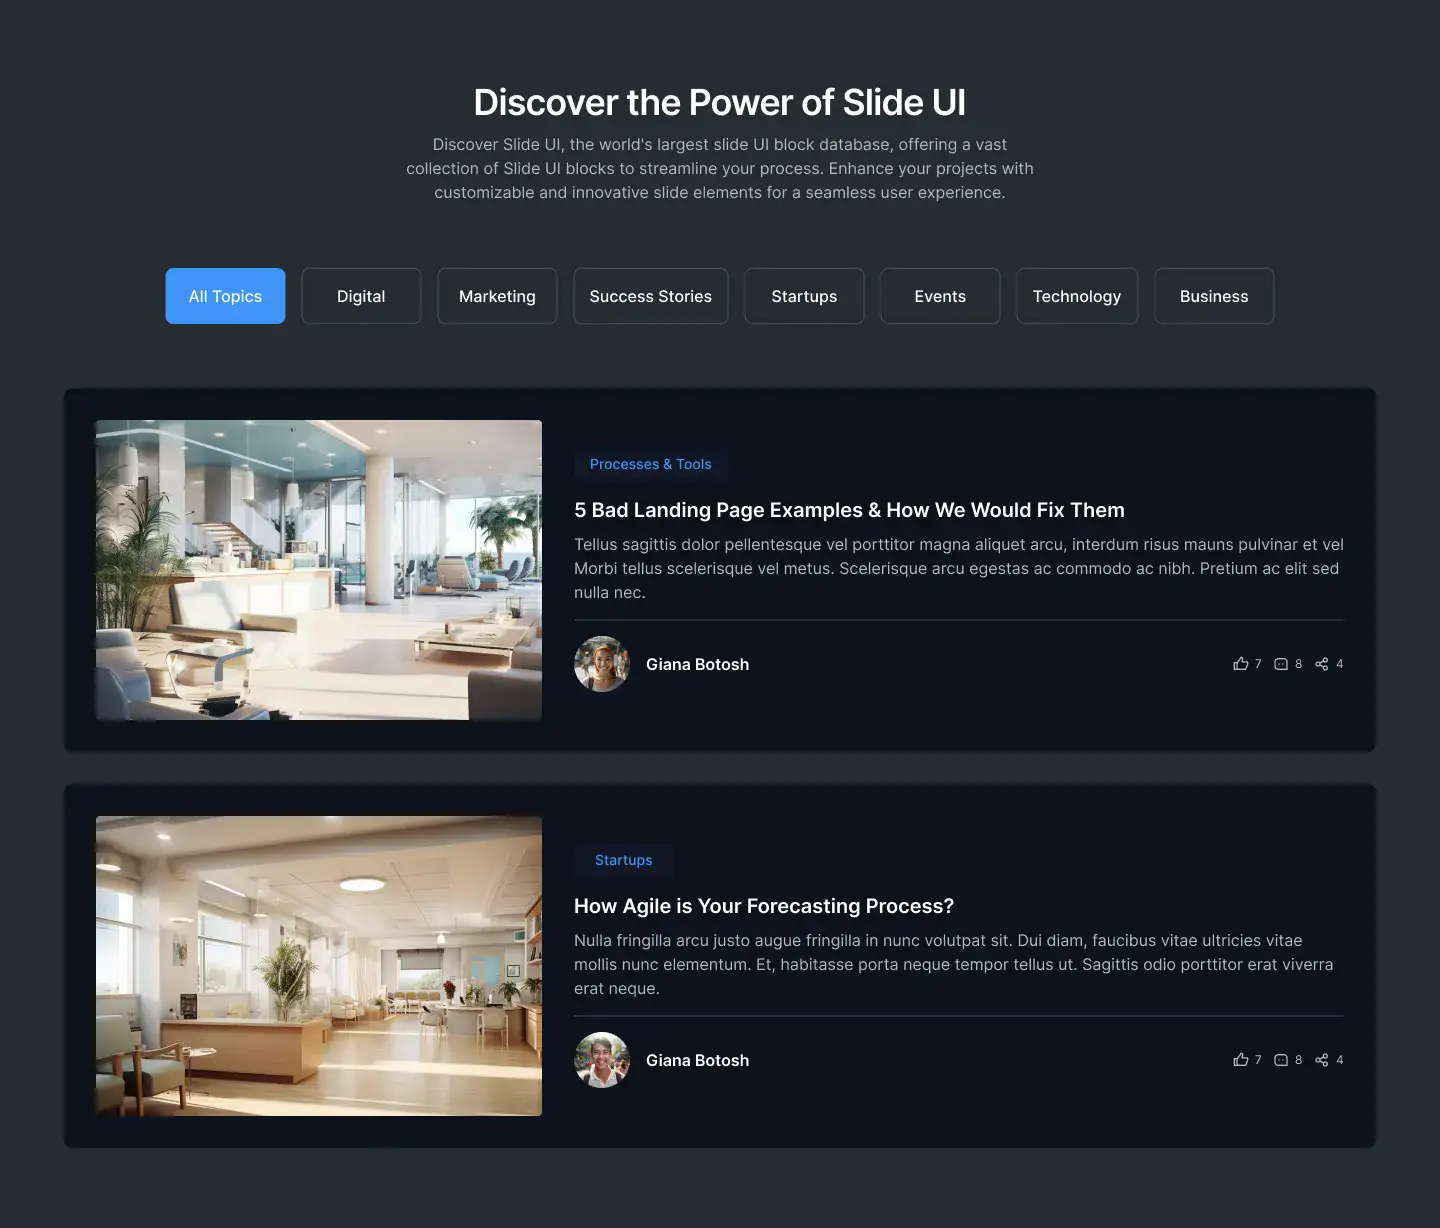 Discover the Power of Slide UI
Discover Slide UI, the world's largest slide UI block database, offering a vast
collection of Slide UI blocks to streamline your process. Enhance your projects with
customizable and innovative slide elements for a seamless user experience.
All Topics
Digital
Marketing
Success Stories
Startups
Events
Technology
Business
Processes & Tools
5 Bad Landing Page Examples & How We Would Fix Them
Tellus sagittis dolor pellentesque vel porttitor magna aliquet arcu, interdum risus mauns pulvinar et vel
Morbi tellus scelerisque vel metus. Scelerisque arcu egestas ac commodo ac nibh. Pretium ac elit sed
nulla nec.
Giana Botosh
7
8
4
Startups
How Agile is Your Forecasting Process?
Nulla fringilla arcu justo augue fringilla in nunc volutpat sit. Dui diam, faucibus vitae ultricies vitae
mollis nunc elementum. Et, habitasse porta neque tempor tellus ut. Sagittis odio porttitor erat viverra
erat neque.
Giana Botosh
7
8
4